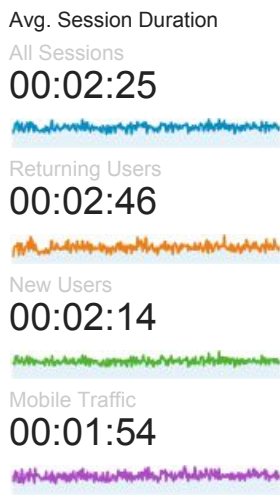 Avg. Session Duration
All Sessions
00:02:25
Returning Users
00:02:46
New Users
00:02:14
Mobile Traffic
00:01:54